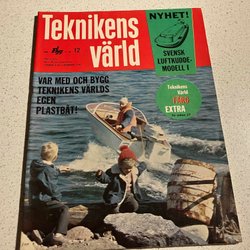 Teknikens
värld
NYHET!
SVENSK
LUFTKUDDE-
MODELL I
VAR MED OCH BYGG
TEKNIKENS VÄRLDS
EGEN
PLASTBÅT!
Teknikens
Värld
EXTRA